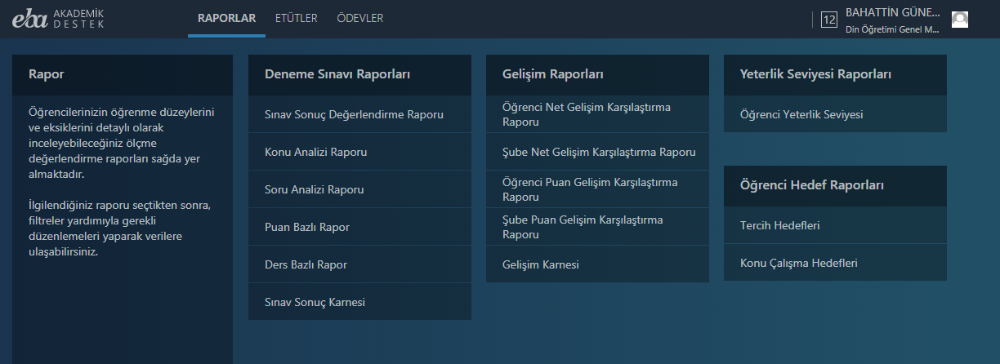 eba AKADEMİK DESTEK
RAPORLAR
ETÜTLER
ÖDEVLER
12
BAHATTİN GÜNE...
Din Öğretimi Genel M...
Rapor
Öğrencilerinizin öğrenme düzeylerini
ve eksiklerini detaylı olarak
inceleyebileceğiniz ölçme
değerlendirme raporları sağda yer
almaktadır.
İlgilendiğiniz raporu seçtikten sonra,
filtreler yardımıyla gerekli
düzenlemeleri yaparak verilere
ulaşabilirsiniz.
Deneme Sınavı Raporları
Sınav Sonuç Değerlendirme Raporu
Konu Analizi Raporu
Soru Analizi Raporu
Puan Bazlı Rapor
Ders Bazlı Rapor
Sınav Sonuç Karnesi
Gelişim Raporları
Öğrenci Net Gelişim Karşılaştırma
Raporu
Şube Net Gelişim Karşılaştırma Raporu
Öğrenci Puan Gelişim Karşılaştırma
Raporu
Şube Puan Gelişim Karşılaştırma
Raporu
Gelişim Karnesi
Yeterlik Seviyesi Raporları
Öğrenci Yeterlik Seviyesi
Öğrenci Hedef Raporları
Tercih Hedefleri
Konu Çalışma Hedefleri